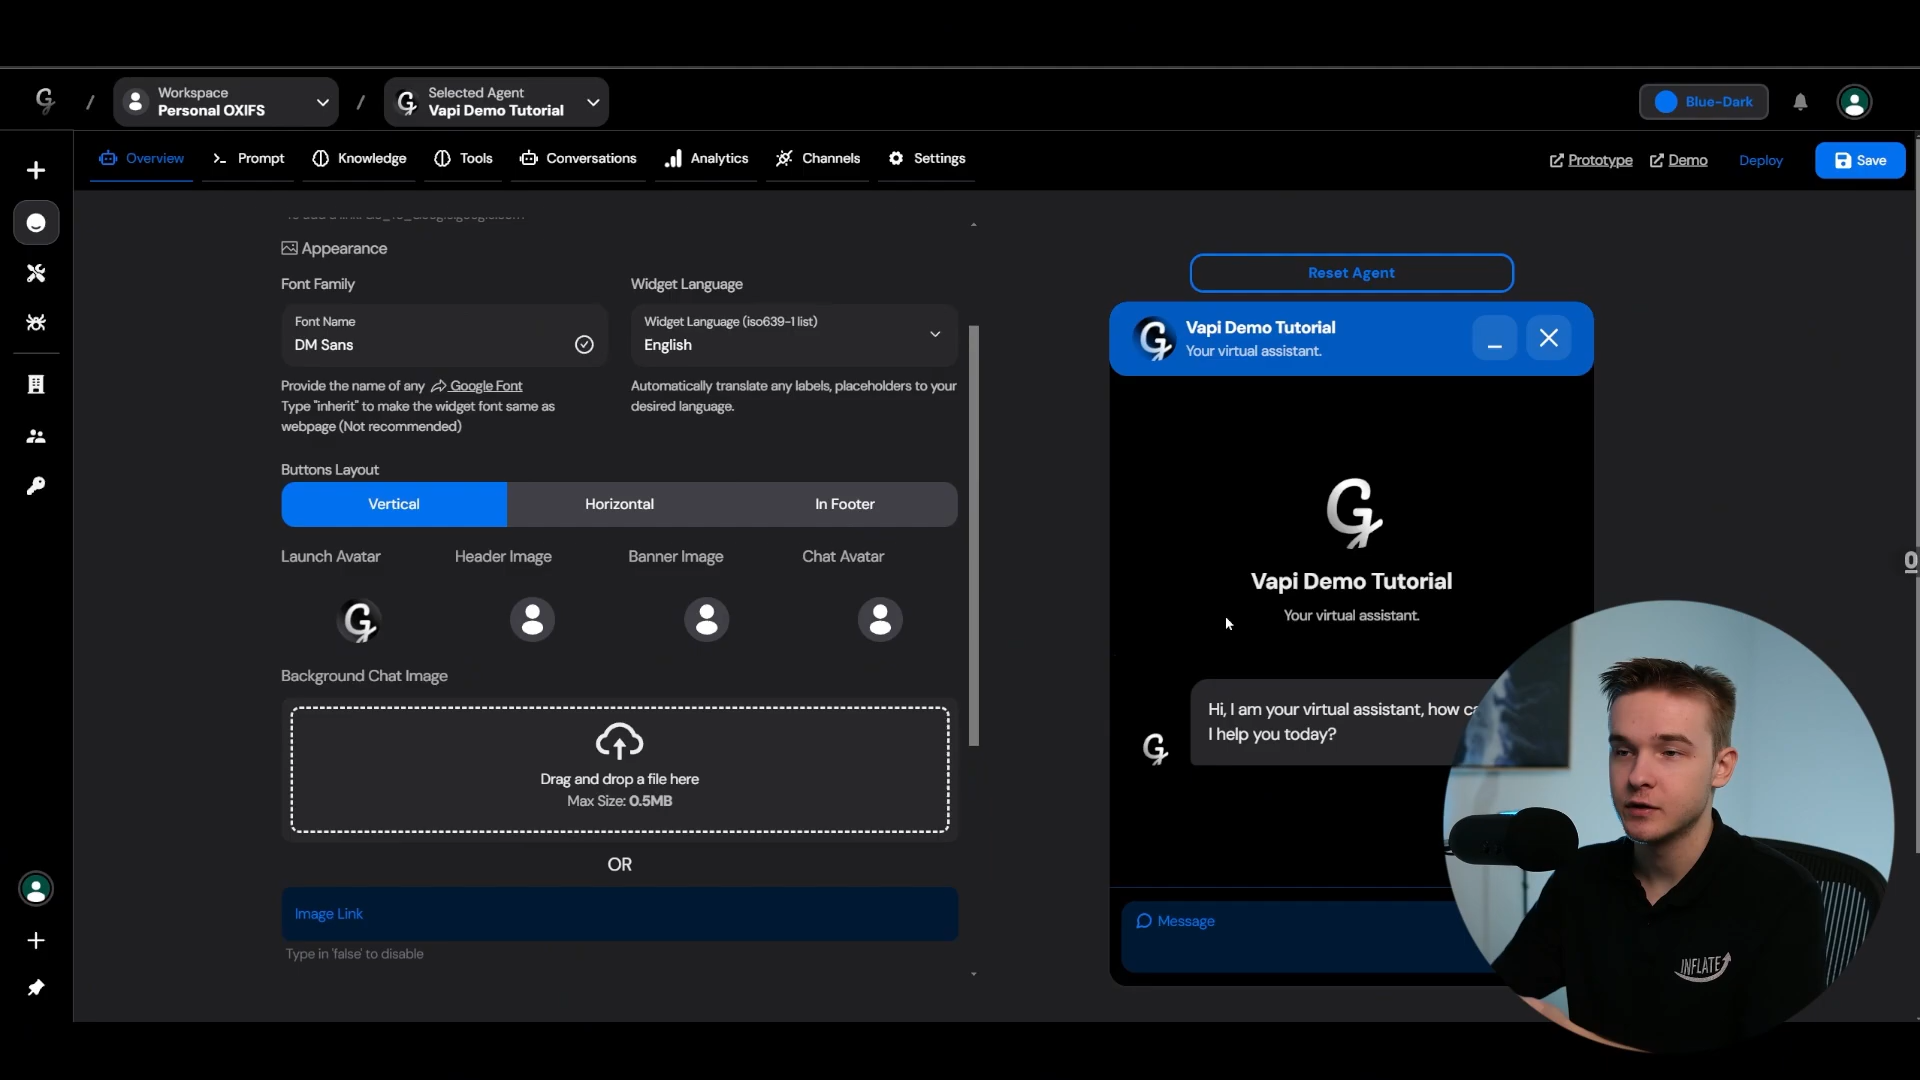 Workspace
Personal OXIFS
Selected Agent
Vapi Demo Tutorial
Blue-Dark
Overview
Prompt
Knowledge
Tools
Conversations
Analytics
Channels
Settings
Prototype
Demo
Deploy
Save
Appearance
Font Family
Widget Language
Font Name
DM Sans
Widget Language (iso639-1 list)
English
Provide the name of any Google Font
Type "inherit" to make the widget font same as
webpage (Not recommended)
Automatically translate any labels, placeholders to your
desired language.
Buttons Layout
Vertical
Horizontal
In Footer
Launch Avatar
Header Image
Banner Image
Chat Avatar
Background Chat Image
Drag and drop a file here
Max Size: 0.5MB
OR
Image Link
Type in 'false' to disable
Reset Agent
Vapi Demo Tutorial
Your virtual assistant.
Vapi Demo Tutorial
Your virtual assistant.
Hi, I am your virtual assistant, how
I help you today?
Message
INFLATE